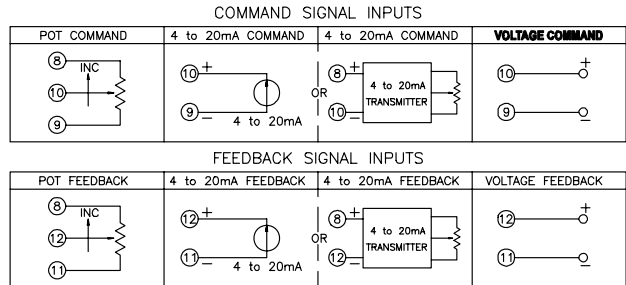 COMMAND SIGNAL INPUTS
POT COMMAND 4 to 20mA COMMAND 4 to 20mA COMMAND VOLTAGE COMMAND
8 INC 10 9
10 + 9 – 4 to 20mA
OR
8 + 10 – 4 to 20mA TRANSMITTER
10 + 9 –
FEEDBACK SIGNAL INPUTS
POT FEEDBACK 4 to 20mA FEEDBACK 4 to 20mA FEEDBACK VOLTAGE FEEDBACK
8 INC 12 11
12 + 11 – 4 to 20mA
OR
8 + 12 – 4 to 20mA TRANSMITTER
12 + 11 –